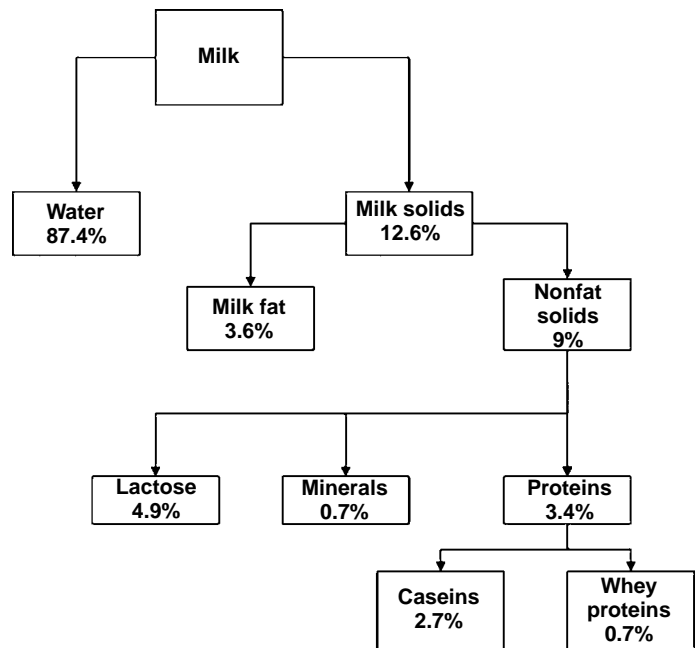 Milk
Water
87.4%
Milk solids
12.6%
Milk fat
3.6%
Nonfat
solids
9%
Lactose
4.9%
Minerals
0.7%
Proteins
3.4%
Caseins
2.7%
Whey
proteins
0.7%